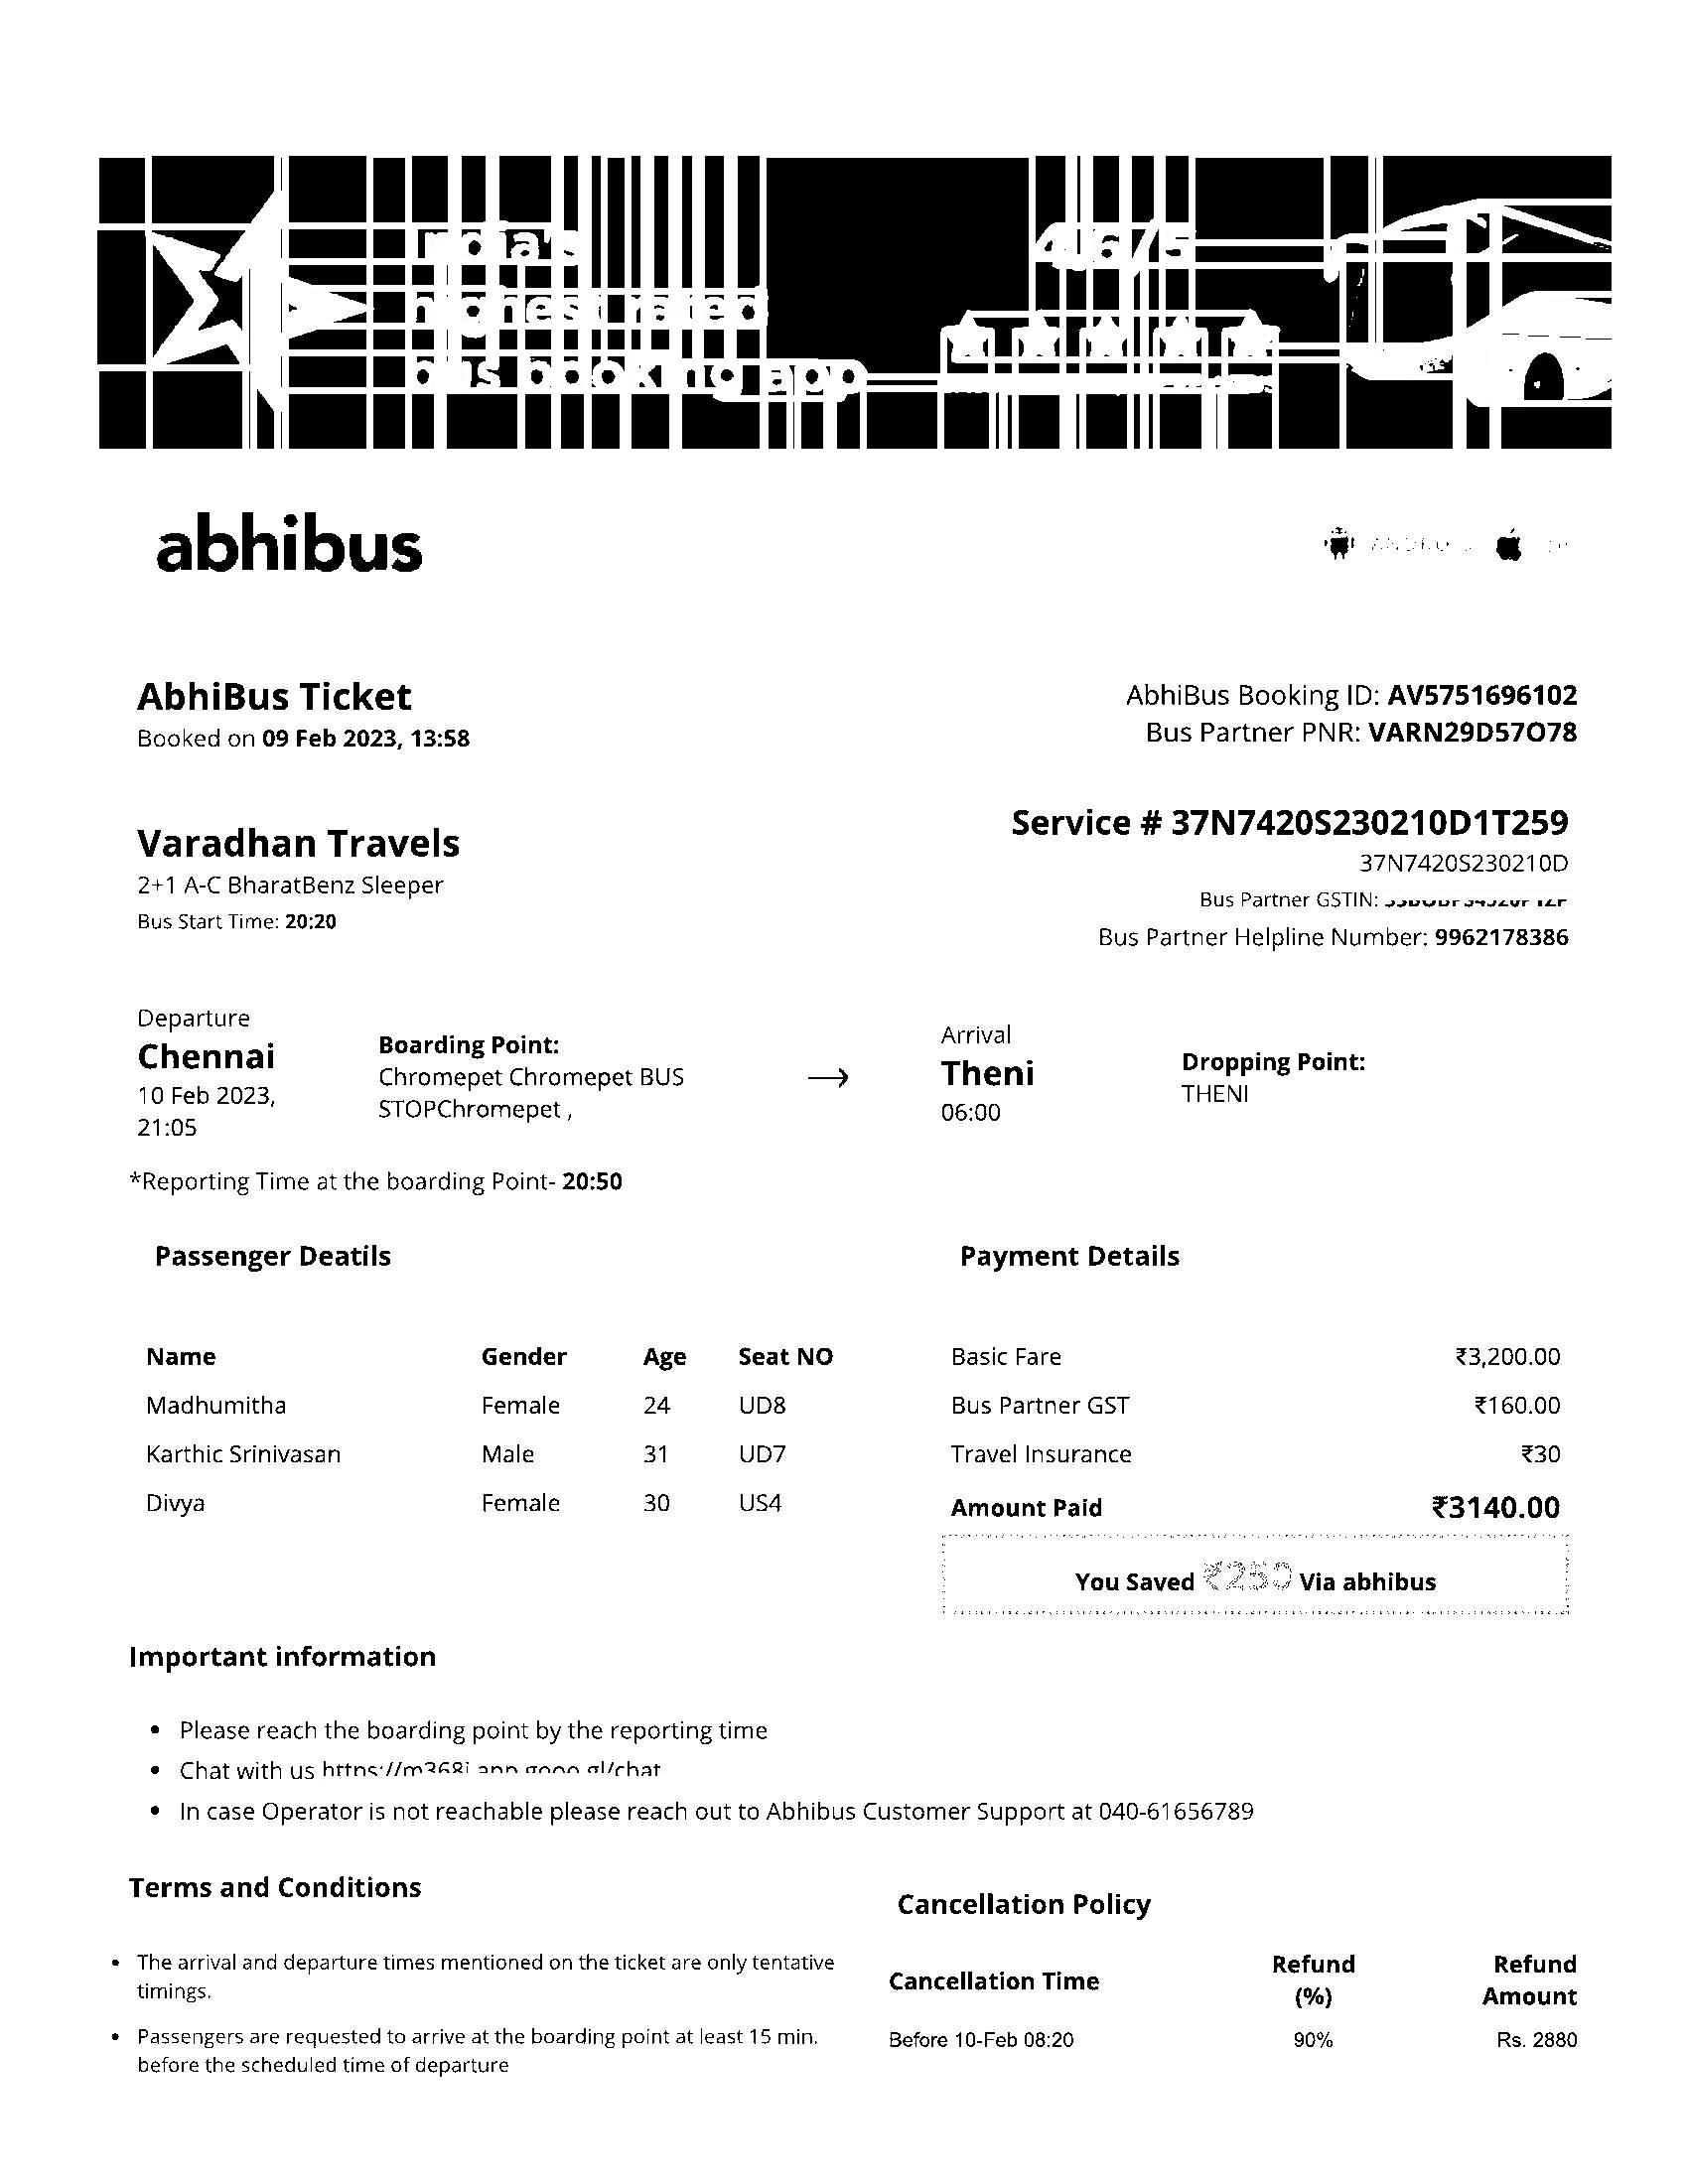 highest rated
bus booking app
4.6/5
abhibus
AbhiBus Ticket
Booked on 09 Feb 2023, 13:58
AbhiBus Booking ID: AV5751696102
Bus Partner PNR: VARN29D57O78
Varadhan Travels
2+1 A-C BharatBenz Sleeper
Bus Start Time: 20:20
Service # 37N7420S230210D1T259
37N7420S230210D
Bus Partner GSTIN:
Bus Partner Helpline Number: 9962178386
Departure
Chennai
10 Feb 2023,
21:05
Boarding Point:
Chromepet Chromepet BUS
STOPChromepet ,
→
Arrival
Theni
06:00
Dropping Point:
THENI
*Reporting Time at the boarding Point- 20:50
Passenger Deatils
Name Gender Age Seat NO
Madhumitha Female 24 UD8
Karthic Srinivasan Male 31 UD7
Divya Female 30 US4
Payment Details
Basic Fare ₹3,200.00
Bus Partner GST ₹160.00
Travel Insurance ₹30
Amount Paid ₹3140.00
You Saved ₹250 Via abhibus
Important information
• Please reach the boarding point by the reporting time
• Chat with us
• In case Operator is not reachable please reach out to Abhibus Customer Support at 040-61656789
Terms and Conditions
• The arrival and departure times mentioned on the ticket are only tentative
timings.
• Passengers are requested to arrive at the boarding point at least 15 min.
before the scheduled time of departure
Cancellation Policy
Cancellation Time Refund (%) Refund Amount
Before 10-Feb 08:20 90% Rs. 2880